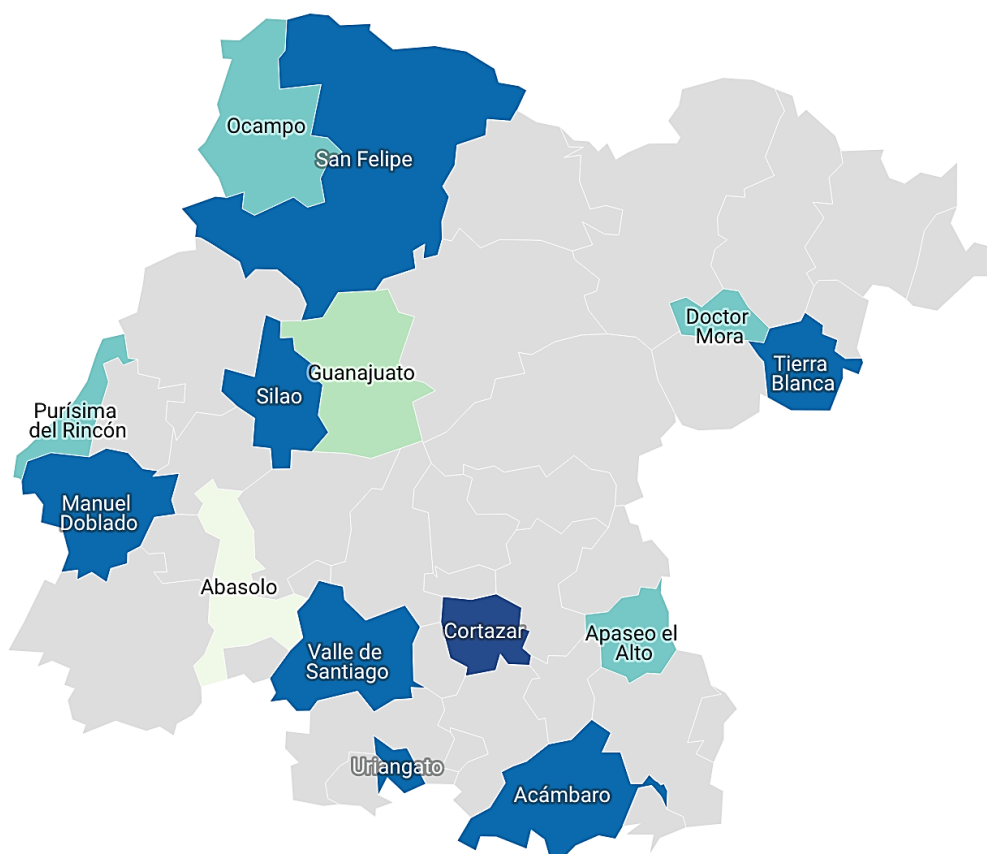 Ocampo
San Felipe
Doctor
Mora
Tierra
Blanca
Guanajuato
Silao
Purísima
del Rincón
Manuel
Doblado
Abasolo
Cortazar
Apaseo el
Alto
Valle de
Santiago
Uriangato
Acámbaro